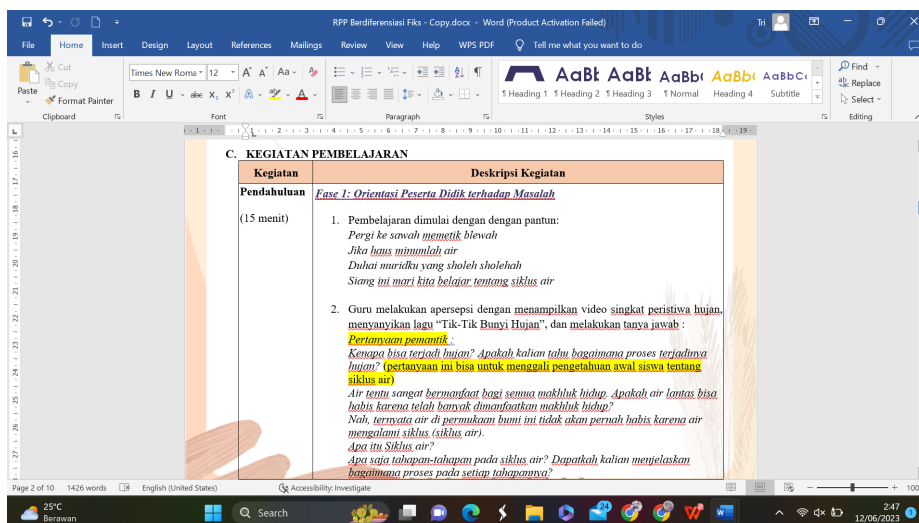 RPP Berdiferensiasi Fiks - Copy.docx - Word (Product Activation Failed)
Tri
File Home Insert Design Layout References Mailings Review View Help WPS PDF Tell me what you want to do
Cut
Copy
Format Painter
Paste
Clipboard
Times New Roma 12
B I U abc X₂ X²
Aa
Font
Paragraph
AaBb AaBb AaBb( AaBb( AaBbC(
¶ Heading 1 ¶ Heading 2 ¶ Heading 3 ¶ Normal Heading 4 Subtitle
Styles
Find
Replace
Select
Editing
C. KEGIATAN PEMBELAJARAN
Kegiatan Deskripsi Kegiatan
Pendahuluan
(15 menit)
Fase 1: Orientasi Peserta Didik terhadap Masalah
1. Pembelajaran dimulai dengan dengan pantun:
Pergi ke sawah memetik blewah
Jika haus minumlah air
Duhai muridku yang sholeh sholehah
Siang ini mari kita belajar tentang siklus air
2. Guru melakukan apersepsi dengan menampilkan video singkat peristiwa hujan,
menyanyikan lagu “Tik-Tik Bunyi Hujan”, dan melakukan tanya jawab :
Pertanyaan pemantik :
Kenapa bisa terjadi hujan? Apakah kalian tahu bagaimana proses terjadinya
hujan? (pertanyaan ini bisa untuk menggali pengetahuan awal siswa tentang
siklus air)
Air tentu sangat bermanfaat bagi semua makhluk hidup. Apakah air lantas bisa
habis karena telah banyak dimanfaatkan makhluk hidup?
Nah, ternyata air di permukaan bumi ini tidak akan pernah habis karena air
mengalami siklus (siklus air).
Apa itu Siklus air?
Apa saja tahapan-tahapan pada siklus air? Dapatkah kalian menjelaskan
bagaimana proses pada setiap tahapannya?
Page 2 of 10 1426 words English (United States) Accessibility: Investigate 100
25°C
Berawan
Search
24
2:47
12/06/2023